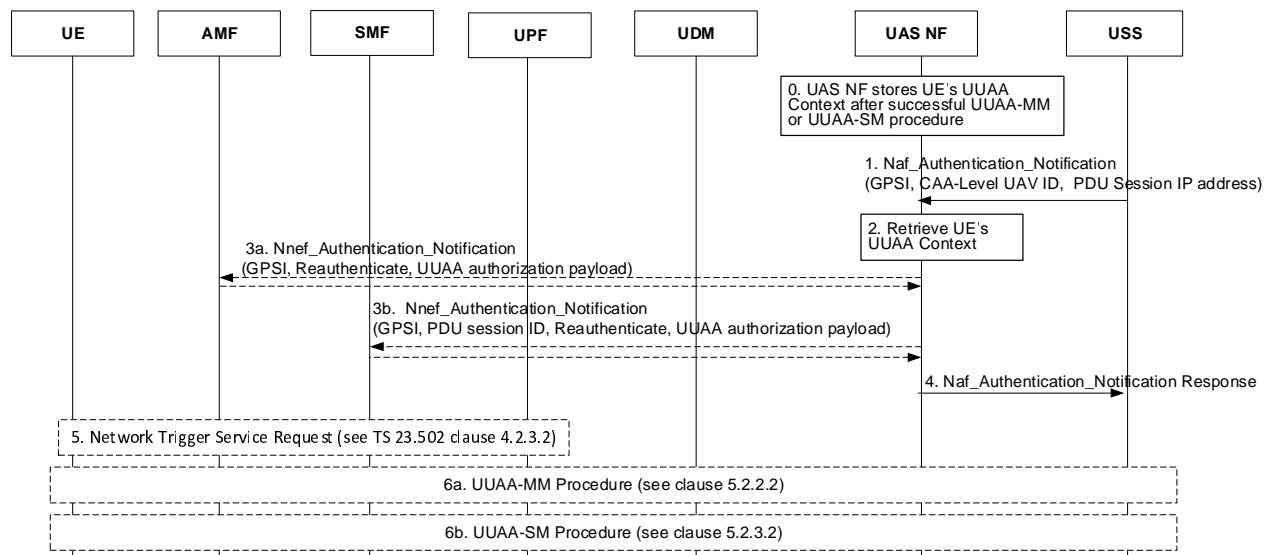 UE
AMF
SMF
UPF
UDM
UAS NF
USS
0. UAS NF stores UE's UUAA
Context after successful UUAA-MM
or UUAA-SM procedure
1. Naf_Authentication_Notification
(GPSI, CAA-Level UAV ID, PDU Session IP address)
2. Retrieve UE's
UUAA Context
3a. Nnef_Authentication_Notification
(GPSI, Reauthenticate, UUAA authorization payload)
3b. Nnef_Authentication_Notification
(GPSI, PDU session ID, Reauthenticate, UUAA authorization payload)
4. Naf_Authentication_Notification Response
5. Network Trigger Service Request (see TS 23.502 clause 4.2.3.2)
6a. UUAA-MM Procedure (see clause 5.2.2.2)
6b. UUAA-SM Procedure (see clause 5.2.3.2)